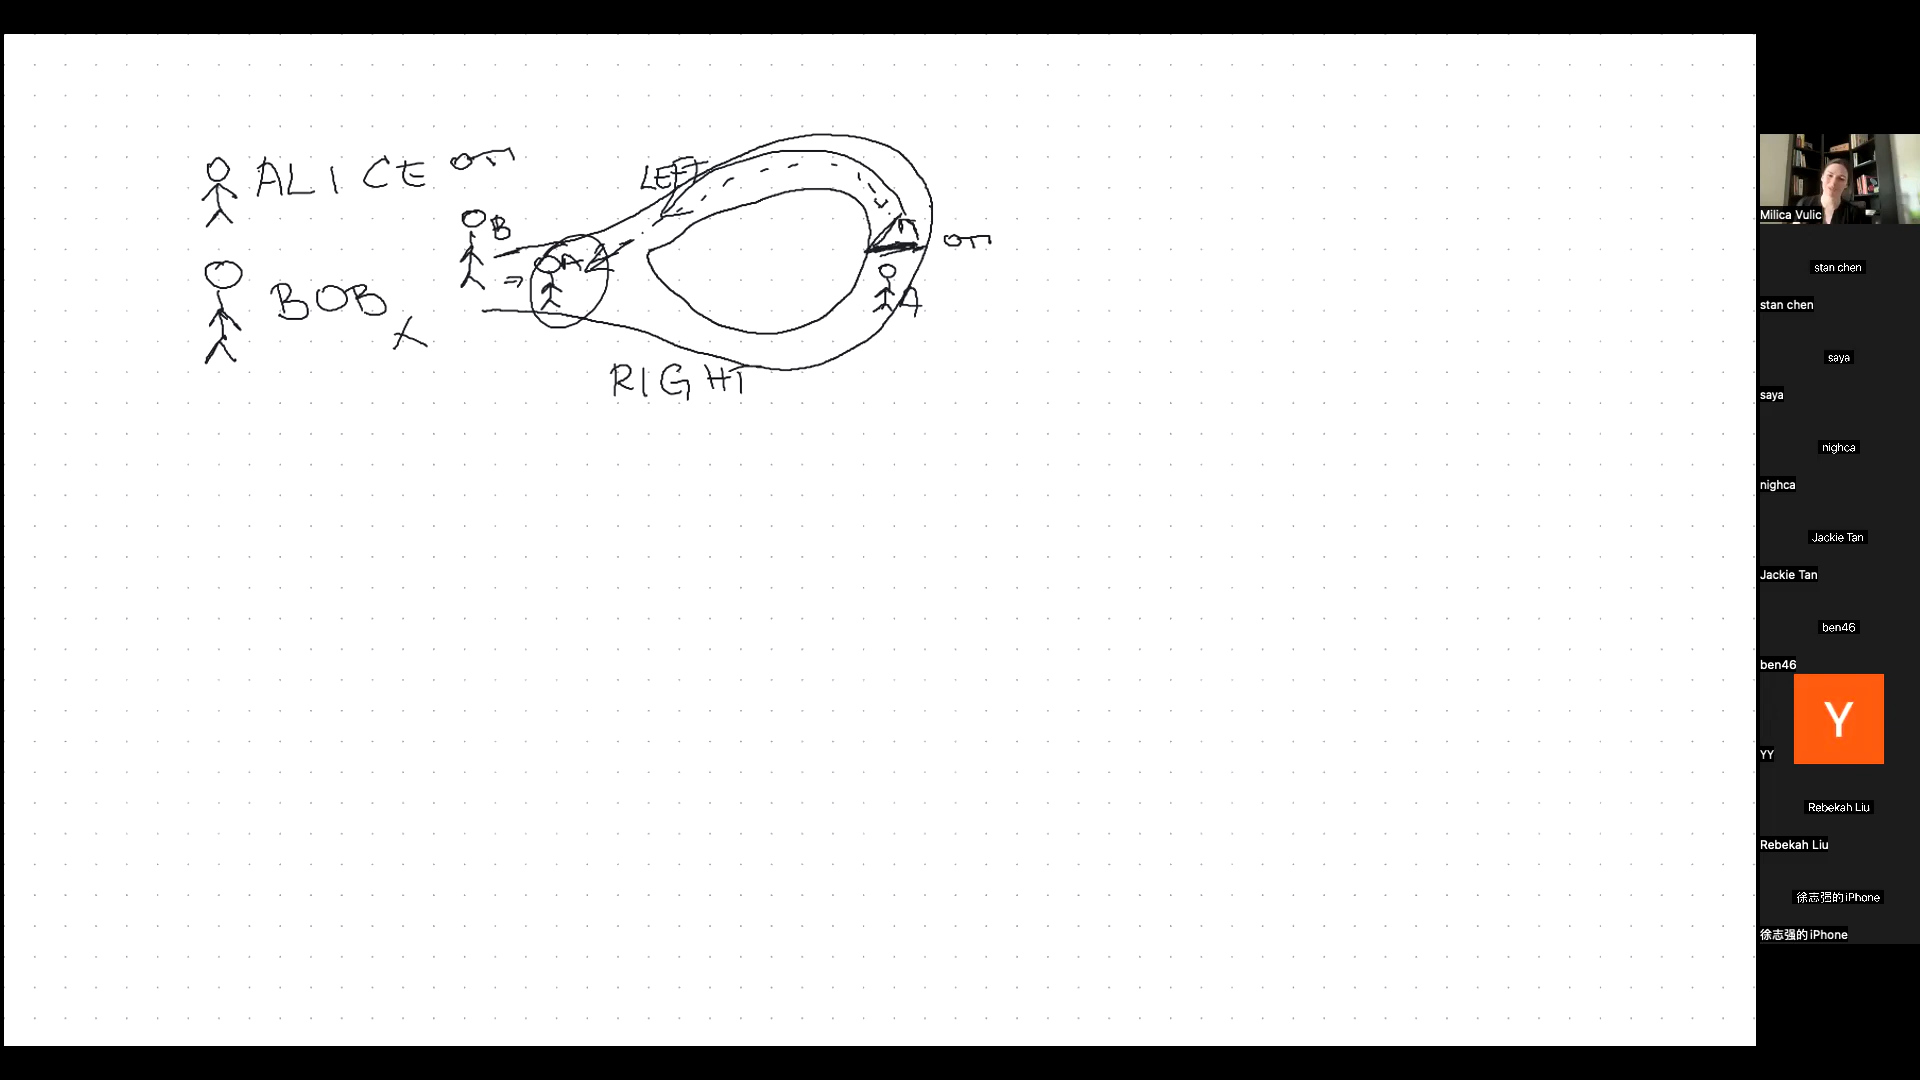 ALICE
LEFT
B
A
BOB
A
RIGHT
Milica Vulic
stan chen
stan chen
saya
saya
nighca
nighca
Jackie Tan
Jackie Tan
ben46
ben46
Y
YY
Rebekah Liu
Rebekah Liu
徐志强的 iPhone
徐志强的 iPhone